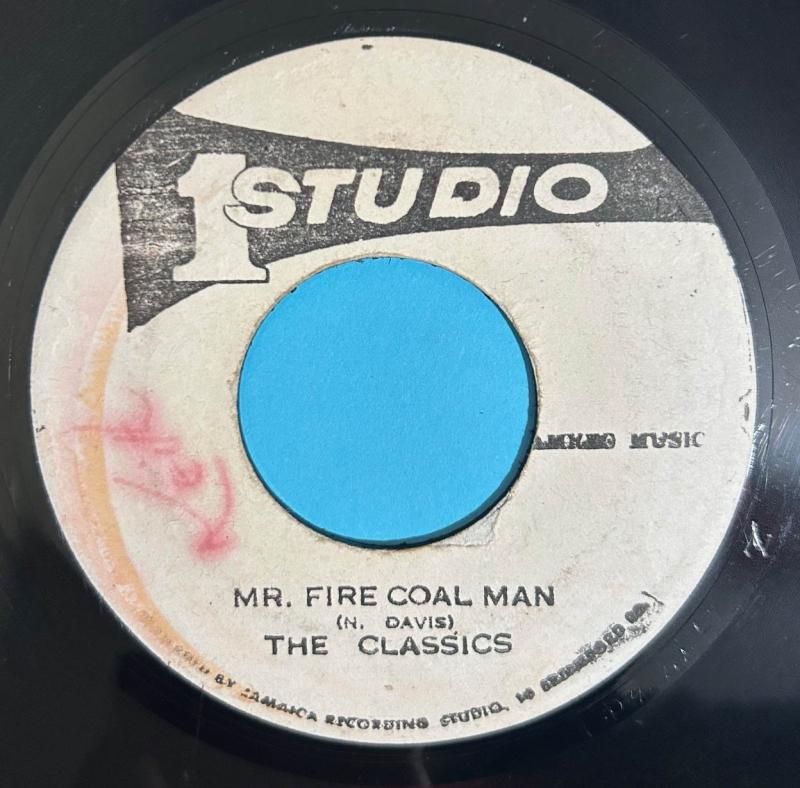 1 STUDIO
MUSIC
MR. FIRE COAL MAN
(N. DAVIS)
THE CLASSICS
BY JAMAICA RECORDING STUDIO,